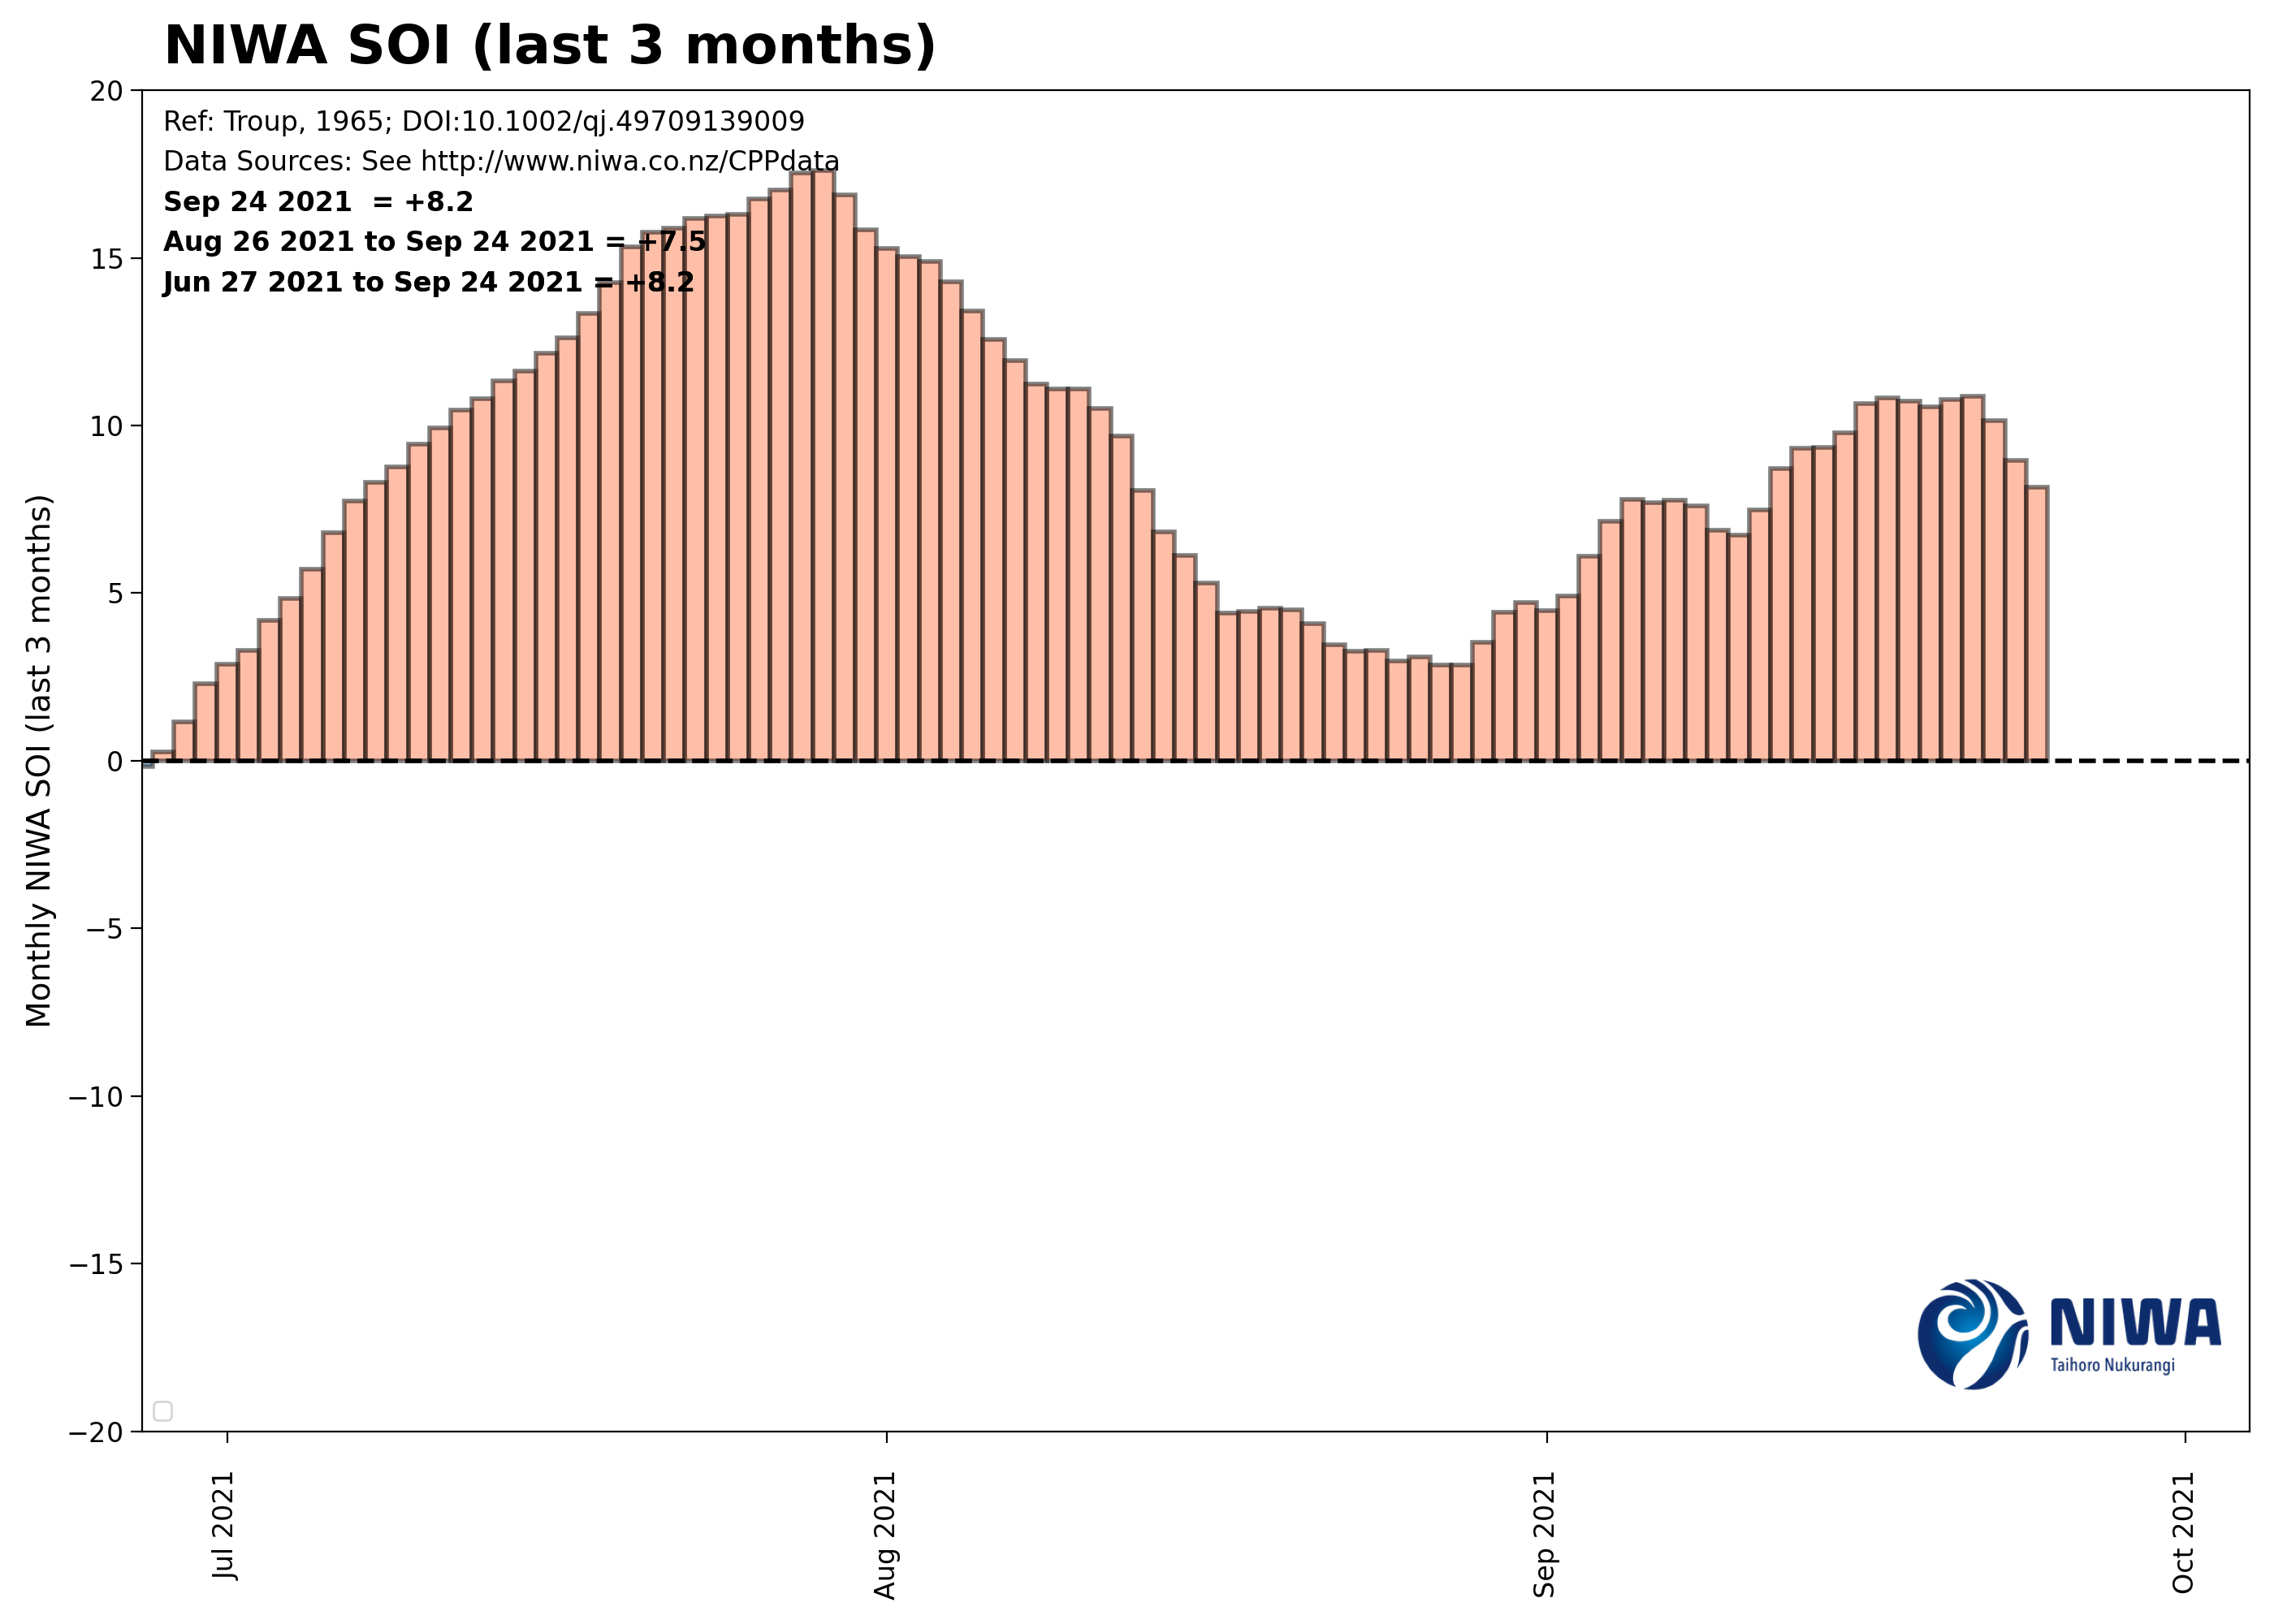 NIWA SOI (last 3 months)
Ref: Troup, 1965; DOI:10.1002/qj.49709139009
Data Sources: See http://www.niwa.co.nz/CPPdata
Sep 24 2021  = +8.2
Aug 26 2021 to Sep 24 2021 = +7.5
Jun 27 2021 to Sep 24 2021 = +8.2
Monthly NIWA SOI (last 3 months)
20
15
10
5
0
−5
−10
−15
−20
Jul 2021
Aug 2021
Sep 2021
Oct 2021
NIWA
Taihoro Nukurangi